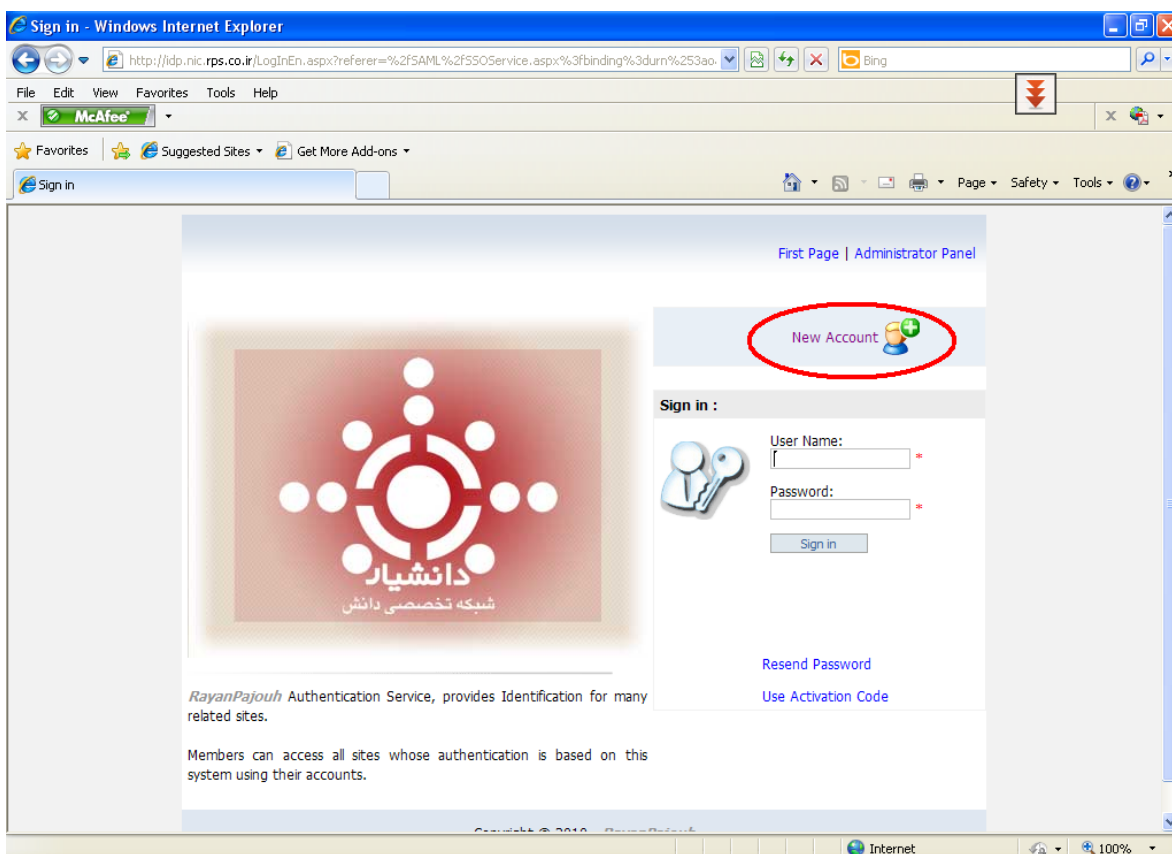 Sign in - Windows Internet Explorer
http://idp.nic.rps.co.ir/LogInEn.aspx?referer=%2fSAML%2fSSOService.aspx%3fbinding%3durn%253ao
Bing
File Edit View Favorites Tools Help
McAfee
Favorites Suggested Sites Get More Add-ons
Sign in Page Safety Tools
First Page | Administrator Panel
New Account
Sign in :
User Name:
*
Password:
*
Sign in
دانشیار
شبکه تخصصی دانش
Resend Password
Use Activation Code
RayanPajouh Authentication Service, provides Identification for many
related sites.
Members can access all sites whose authentication is based on this
system using their accounts.
Copyright © 2010 RayanPajouh
Internet 100%